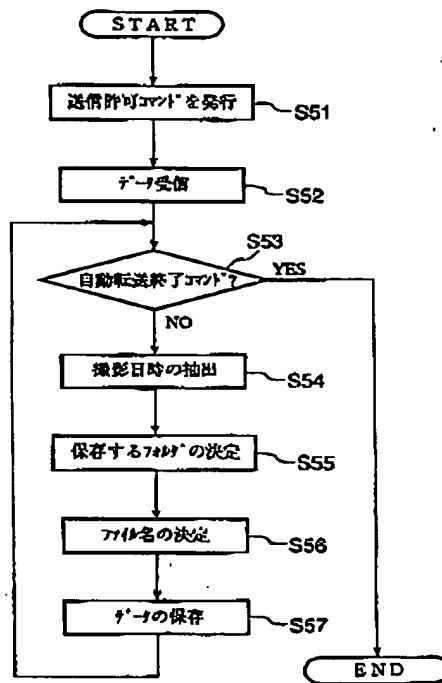 START
送信許可コマンドを発行
S51
データ受信
S52
S53
自動転送終了コマンド?
YES
NO
撮影日時の抽出
S54
保存するフォルダの決定
S55
ファイル名の決定
S56
データの保存
S57
END